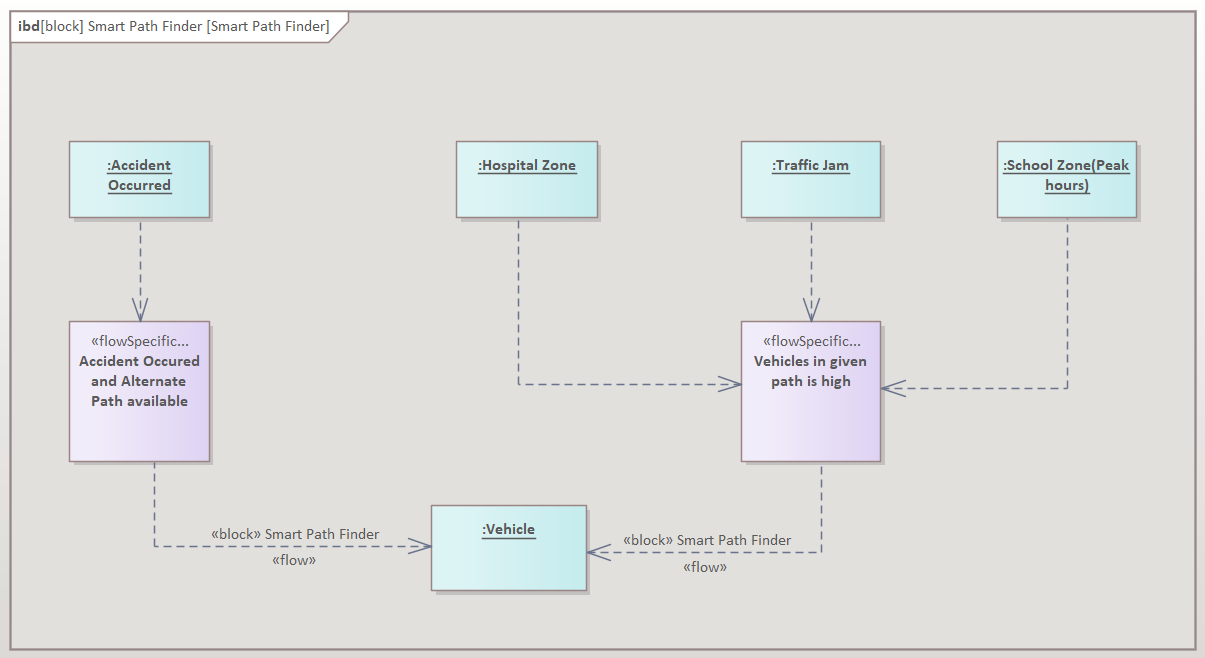 ibd[block] Smart Path Finder [Smart Path Finder]
:Accident
Occurred
:Hospital Zone
:Traffic Jam
:School Zone(Peak
hours)
«flowSpecific...
Accident Occured
and Alternate
Path available
«flowSpecific...
Vehicles in given
path is high
«block» Smart Path Finder
«flow»
:Vehicle
«block» Smart Path Finder
«flow»